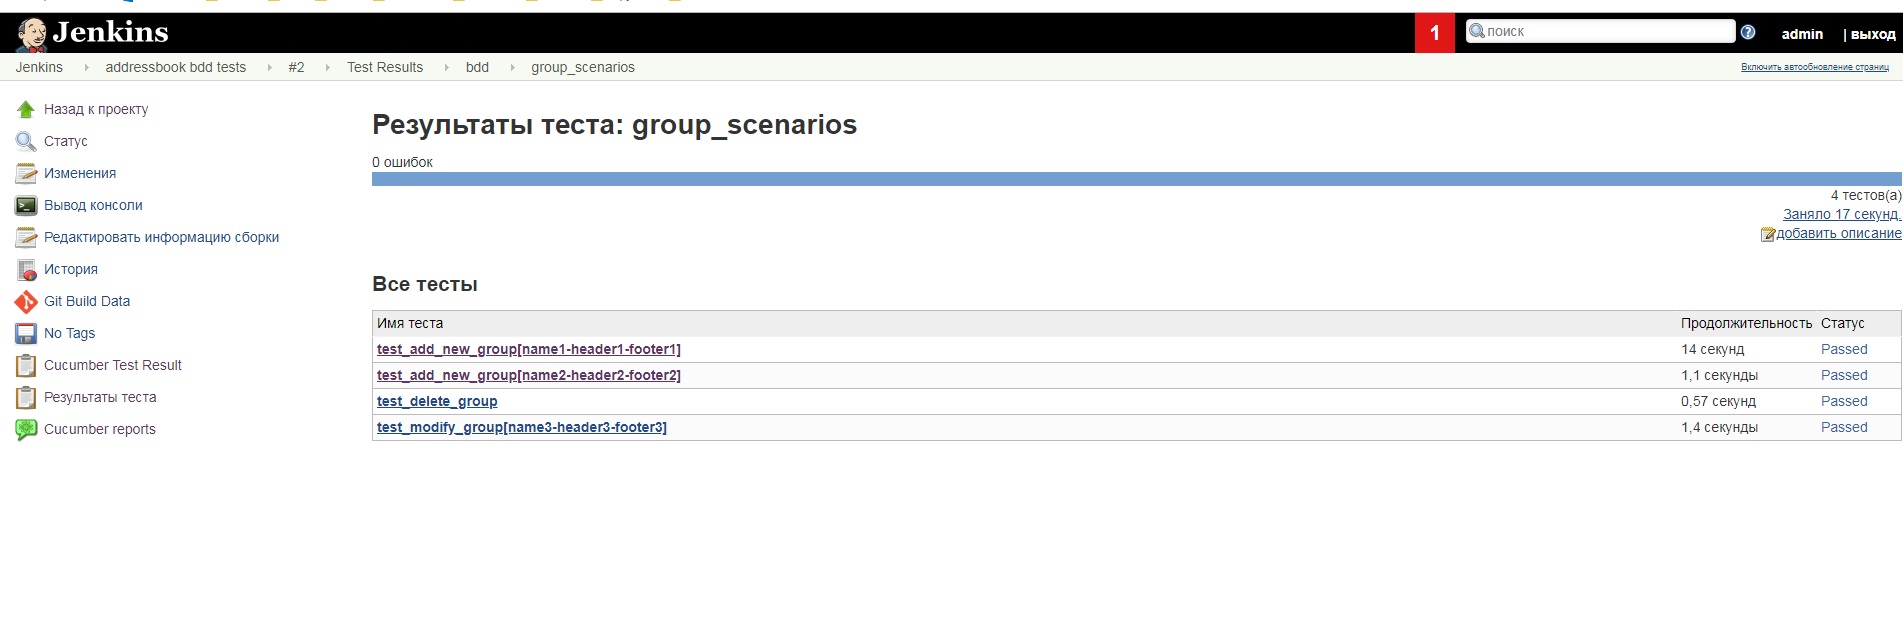 Jenkins
1
поиск
admin
| выход
Jenkins addressbook bdd tests #2 Test Results bdd group_scenarios
Включить автообновление страниц
Назад к проекту
Статус
Изменения
Вывод консоли
Редактировать информацию сборки
История
Git Build Data
No Tags
Cucumber Test Result
Результаты теста
Cucumber reports
Результаты теста: group_scenarios
0 ошибок
4 тестов(а)
Заняло 17 секунд.
добавить описание
Все тесты
Имя теста Продолжительность Статус
test_add_new_group[name1-header1-footer1] 14 секунд Passed
test_add_new_group[name2-header2-footer2] 1,1 секунды Passed
test_delete_group 0,57 секунд Passed
test_modify_group[name3-header3-footer3] 1,4 секунды Passed